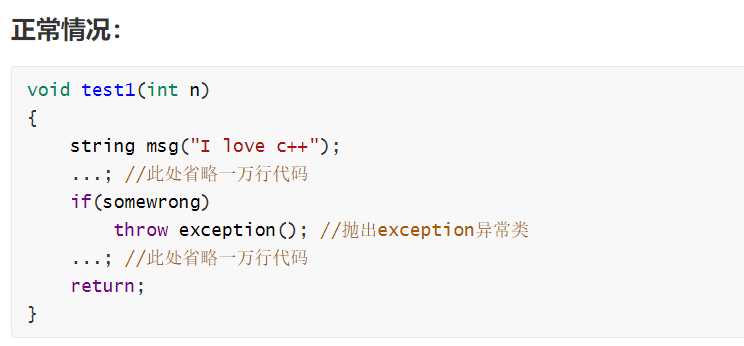 正常情况：
void test1(int n)
{
    string msg("I love c++");
    ...; //此处省略一万行代码
    if(somewrong)
        throw exception(); //抛出exception异常类
    ...; //此处省略一万行代码
    return;
}